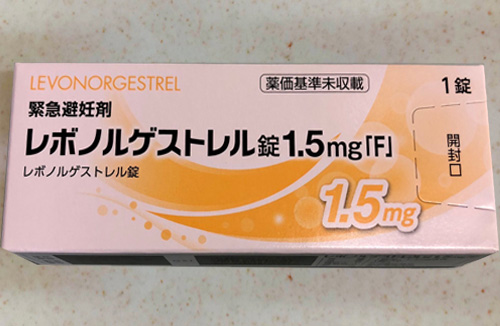 LEVONORGESTREL
薬価基準未収載
1錠
緊急避妊剤
レボノルゲストレル錠1.5mg「F」
レボノルゲストレル錠
開封口
1.5mg